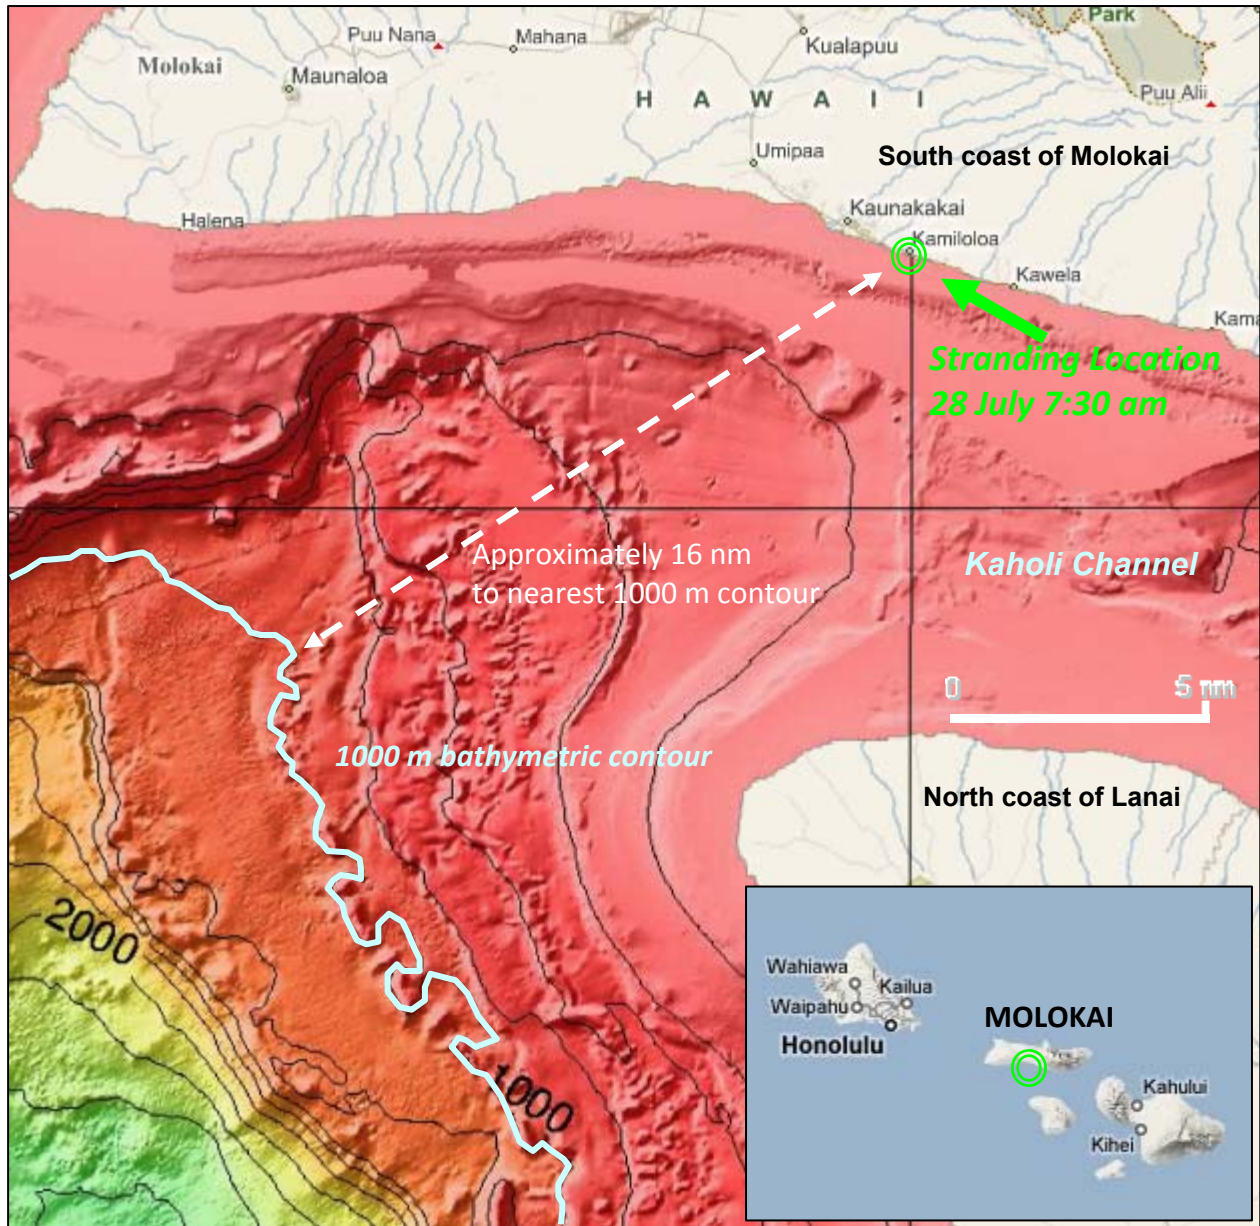 Park
Puu Nana
Mahana
Kualapuu
Molokai
Maunaloa
Puu Alii
H A W A I I
Umipaa
South coast of Molokai
Kaunakakai
Halena
Kamiloloa
Kawela
Kama
Stranding Location
28 July 7:30 am
Approximately 16 nm
to nearest 1000 m contour
Kaholi Channel
0 5 nm
1000 m bathymetric contour
North coast of Lanai
2000
1000
Wahiawa
Kailua
Waipahu
Honolulu
MOLOKAI
Kahului
Kihei